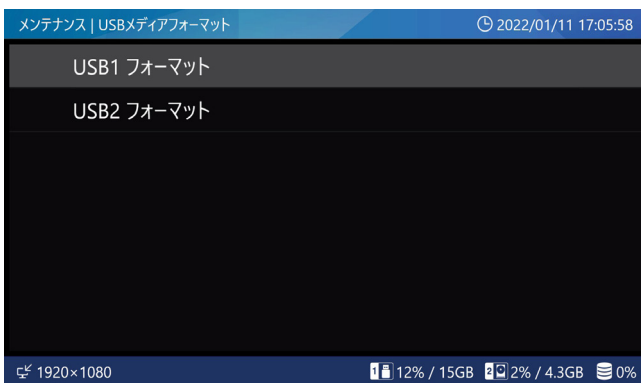 メンテナンス | USBメディアフォーマット 2022/01/11 17:05:58
USB1 フォーマット
USB2 フォーマット
1920×1080 1 12% / 15GB 2 2% / 4.3GB 0%